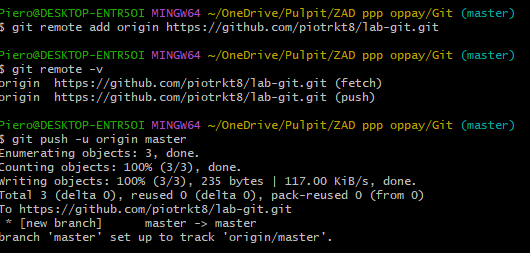 Piero@DESKTOP-ENTR5OI MINGW64 ~/OneDrive/Pulpit/ZAD ppp oppay/Git (master)
$ git remote add origin https://github.com/piotrkt8/lab-git.git
Piero@DESKTOP-ENTR5OI MINGW64 ~/OneDrive/Pulpit/ZAD ppp oppay/Git (master)
$ git remote -v
origin  https://github.com/piotrkt8/lab-git.git (fetch)
origin  https://github.com/piotrkt8/lab-git.git (push)
Piero@DESKTOP-ENTR5OI MINGW64 ~/OneDrive/Pulpit/ZAD ppp oppay/Git (master)
$ git push -u origin master
Enumerating objects: 3, done.
Counting objects: 100% (3/3), done.
Writing objects: 100% (3/3), 235 bytes | 117.00 KiB/s, done.
Total 3 (delta 0), reused 0 (delta 0), pack-reused 0 (from 0)
To https://github.com/piotrkt8/lab-git.git
 * [new branch]      master -> master
branch 'master' set up to track 'origin/master'.